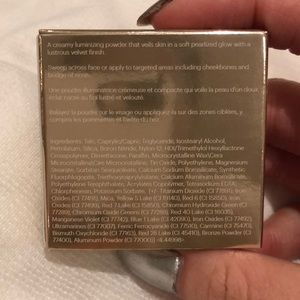 A creamy luminizing powder that veils skin in a soft pearlized glow with a
lustrous velvet finish.
Sweep across face or apply to targeted areas including cheekbones and
bridge of nose.
Une poudre illumination crémeuse et compacte qui voile la peau d'un doux
éclat nacré au fini lustré et velouté.
Balayez la poudre sur le visage ou appliquez-la sur des zones ciblées, y
compris les pommettes et l'arête du nez.
Ingredients: Talc, Caprylic/Capric Triglyceride, Isostearyl Alcohol,
Permllitian, Silica, Boron Nitride, Nylon-12, HDI/Trimethylol Hexyllactone
Crosspolymer, Dimethicone, Paraffin, Microcrystalline Wax/Cera
Microcristallina/Cire Microcristalline, Tin Oxide, Polyethylene, Magnesium
Stearate, Sorbitan Sesquioleate, Calcium Sodium Borosilicate, Synthetic
Fluorphlogopite, Triethoxycaprylylsilane, Calcium Aluminum Borosilicate,
Polyethylene Terephthalate, Acrylates Copolymer, Tetrasodium EDTA,
Chlorphenesin, Potassium Sorbate, [+/- Titanium Dioxide (CI 77891), Iron
Oxides (CI 77491), Mica, Yellow 5 Lake (CI 19140), Red 6 (CI 15850), Iron
Oxides (CI 77499), Red 7 Lake (CI 15850), Chromium Hydroxide Green (CI
77289), Chromium Oxide Greens (CI 77288), Red 40 Lake (CI 16035),
Manganese Violet (CI 77742), Blue 1 Lake (CI 42090), Iron Oxides (CI 77492),
Ultramarines (CI 77007), Ferric Ferrocyanide (CI 77510), Carmine (CI 75470),
Bismuth Oxychloride (CI 77163), Red 28 Lake (CI 45410), Bronze Powder (CI
77400), Aluminum Powder (CI 77000)]